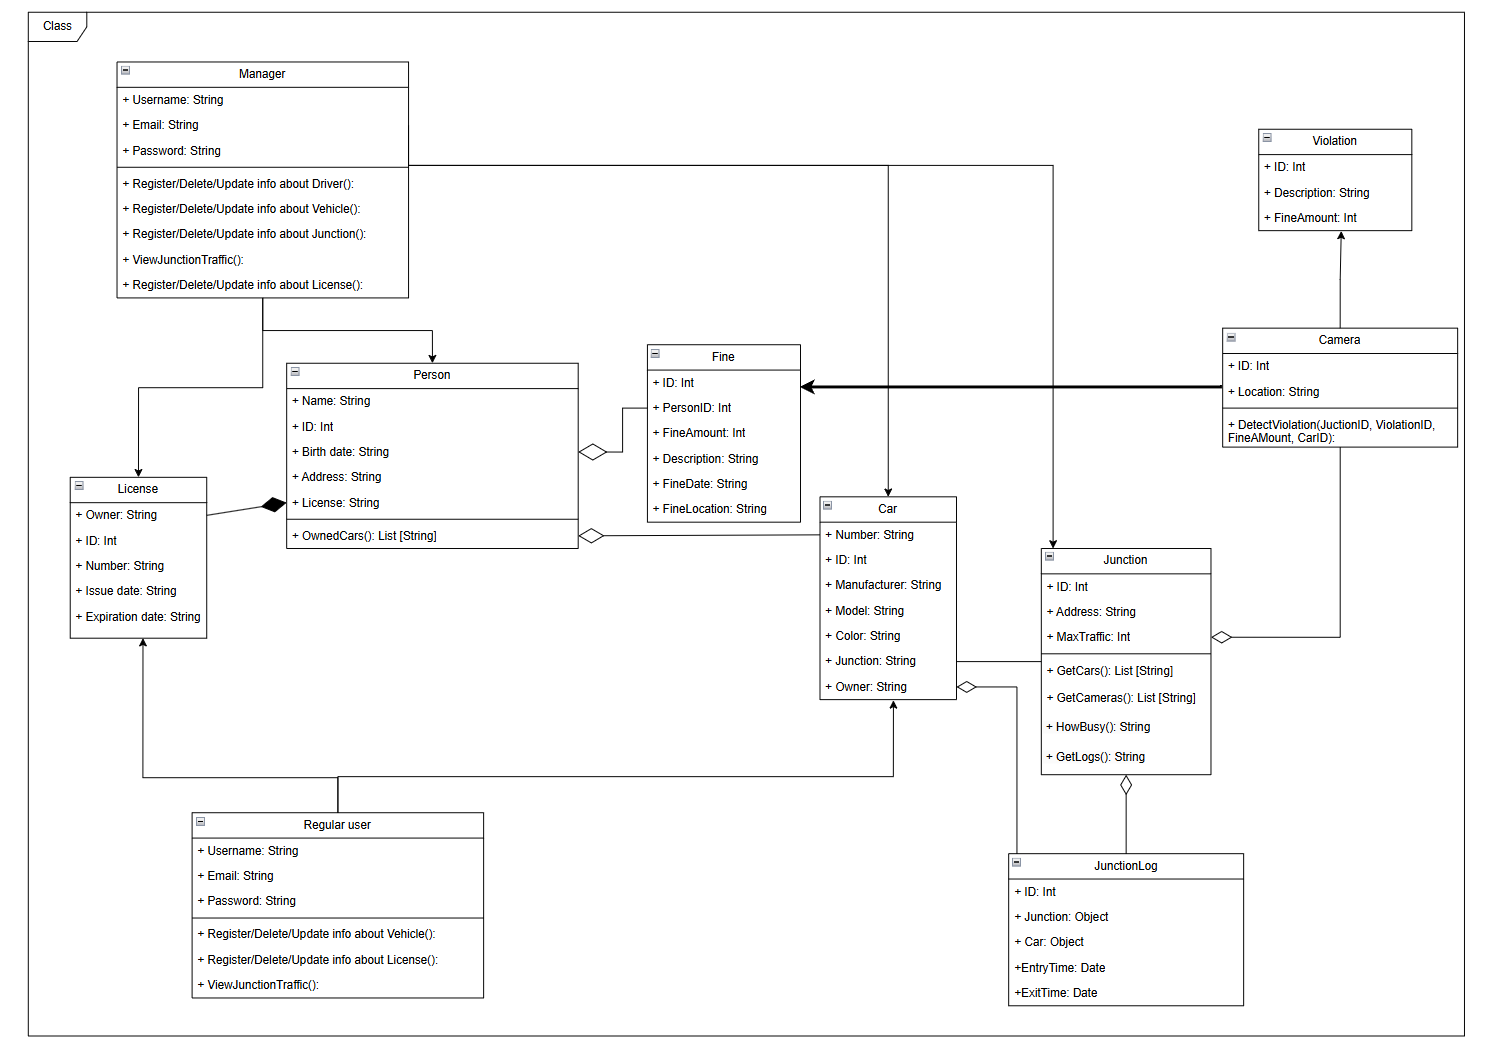 Class
Manager
+ Username: String
+ Email: String
+ Password: String
+ Register/Delete/Update info about Driver():
+ Register/Delete/Update info about Vehicle():
+ Register/Delete/Update info about Junction():
+ ViewJunctionTraffic():
+ Register/Delete/Update info about License():
Violation
+ ID: Int
+ Description: String
+ FineAmount: Int
Camera
+ ID: Int
+ Location: String
+ DetectViolation(JuctionID, ViolationID,
FineAMount, CarID):
Person
+ Name: String
+ ID: Int
+ Birth date: String
+ Address: String
+ License: String
+ OwnedCars(): List [String]
Fine
+ ID: Int
+ PersonID: Int
+ FineAmount: Int
+ Description: String
+ FineDate: String
+ FineLocation: String
License
+ Owner: String
+ ID: Int
+ Number: String
+ Issue date: String
+ Expiration date: String
Car
+ Number: String
+ ID: Int
+ Manufacturer: String
+ Model: String
+ Color: String
+ Junction: String
+ Owner: String
Junction
+ ID: Int
+ Address: String
+ MaxTraffic: Int
+ GetCars(): List [String]
+ GetCameras(): List [String]
+ HowBusy(): String
+ GetLogs(): String
Regular user
+ Username: String
+ Email: String
+ Password: String
+ Register/Delete/Update info about Vehicle():
+ Register/Delete/Update info about License():
+ ViewJunctionTraffic():
JunctionLog
+ ID: Int
+ Junction: Object
+ Car: Object
+EntryTime: Date
+ExitTime: Date